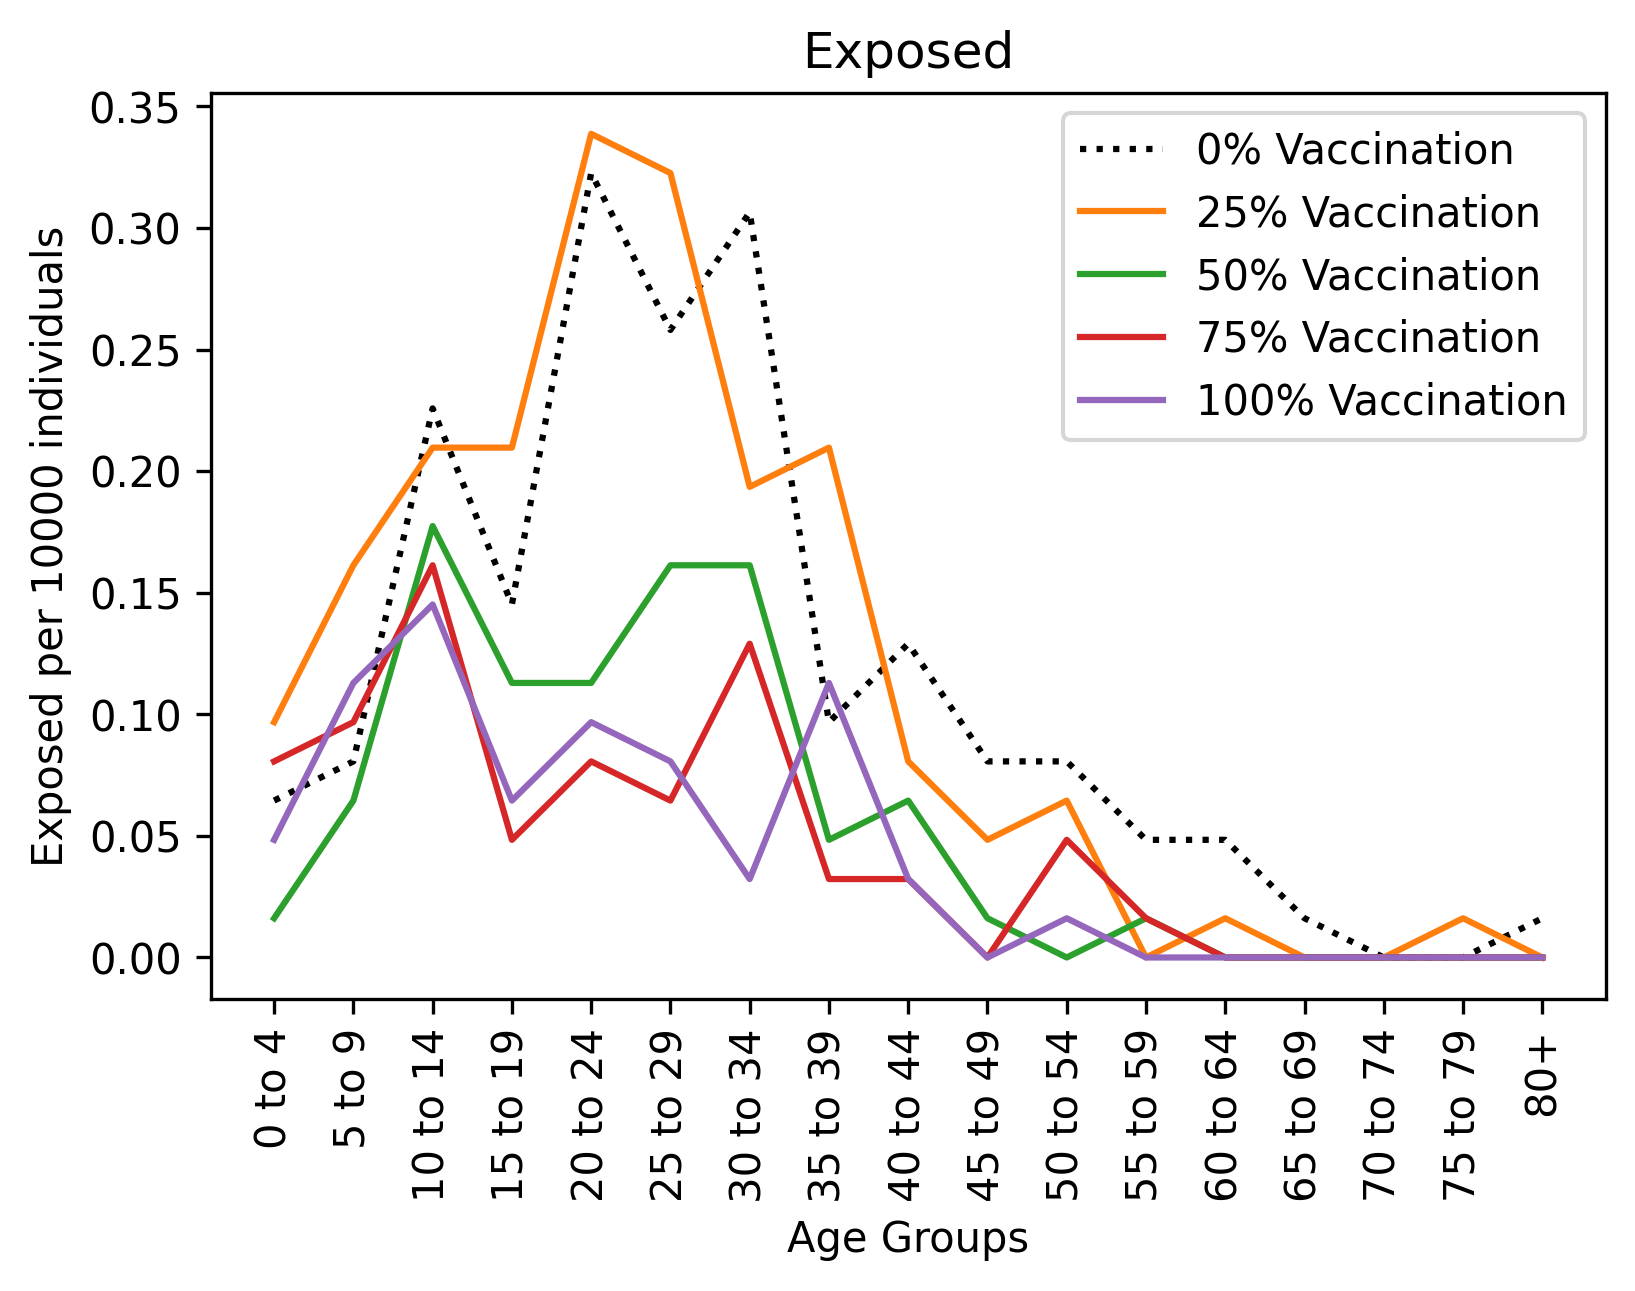 Exposed
0.35
0.30
0.25
0.20
0.15
0.10
0.05
0.00
Exposed per 10000 individuals
0% Vaccination
25% Vaccination
50% Vaccination
75% Vaccination
100% Vaccination
0 to 4
5 to 9
10 to 14
15 to 19
20 to 24
25 to 29
30 to 34
35 to 39
40 to 44
45 to 49
50 to 54
55 to 59
60 to 64
65 to 69
70 to 74
75 to 79
80+
Age Groups